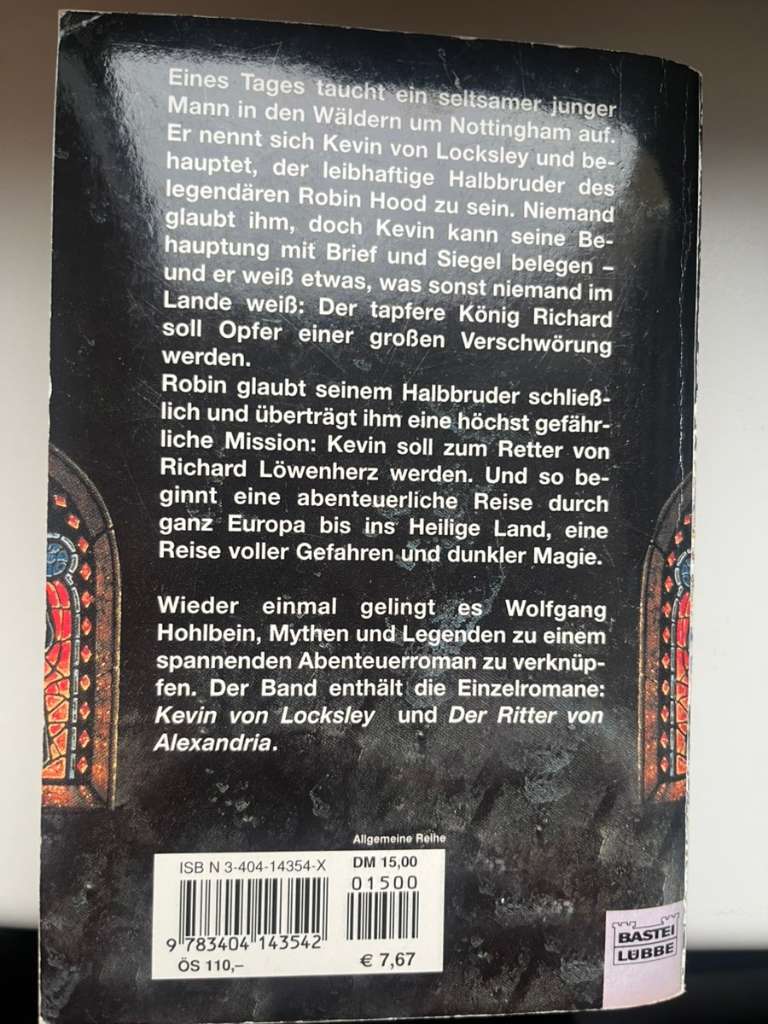 Eines Tages taucht ein seltsamer junger
Mann in den Wäldern um Nottingham auf.
Er nennt sich Kevin von Locksley und be-
hauptet, der leibhaftige Halbbruder des
legendären Robin Hood zu sein. Niemand
glaubt ihm, doch Kevin kann seine Be-
hauptung mit Brief und Siegel belegen –
und er weiß etwas, was sonst niemand im
Lande weiß: Der tapfere König Richard
soll Opfer einer großen Verschwörung
werden.
Robin glaubt seinem Halbbruder schließ-
lich und überträgt ihm eine höchst gefähr-
liche Mission: Kevin soll zum Retter von
Richard Löwenherz werden. Und so be-
ginnt eine abenteuerliche Reise durch
ganz Europa bis ins Heilige Land, eine
Reise voller Gefahren und dunkler Magie.
Wieder einmal gelingt es Wolfgang
Hohlbein, Mythen und Legenden zu einem
spannenden Abenteuerroman zu verknüp-
fen. Der Band enthält die Einzelromane:
Kevin von Locksley und Der Ritter von
Alexandria.
Allgemeine Reihe
ISBN 3-404-14354-X DM 15,00
01500
9 783404 143542
ÖS 110,– € 7,67
BASTEI
LÜBBE